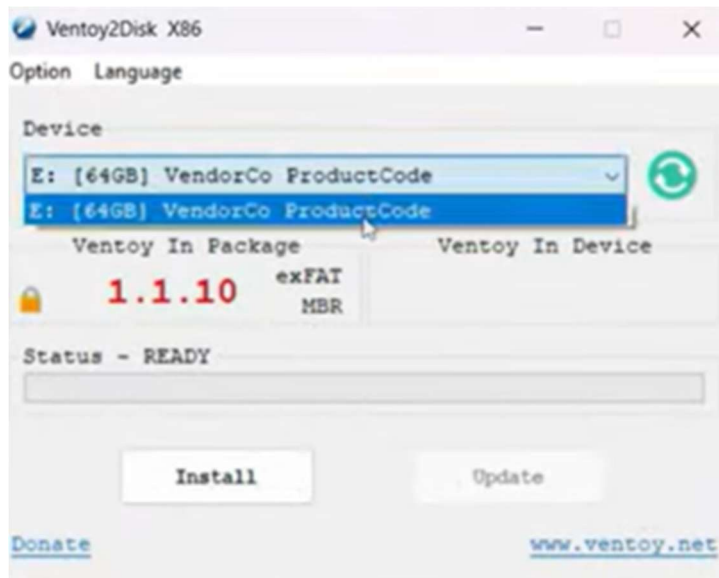 Ventoy2Disk X86
Option Language
Device
E: [64GB] VendorCo ProductCode
E: [64GB] VendorCo ProductCode
Ventoy In Package
Ventoy In Device
1.1.10
exFAT
MBR
Status - READY
Install
Update
Donate
www.ventoy.net